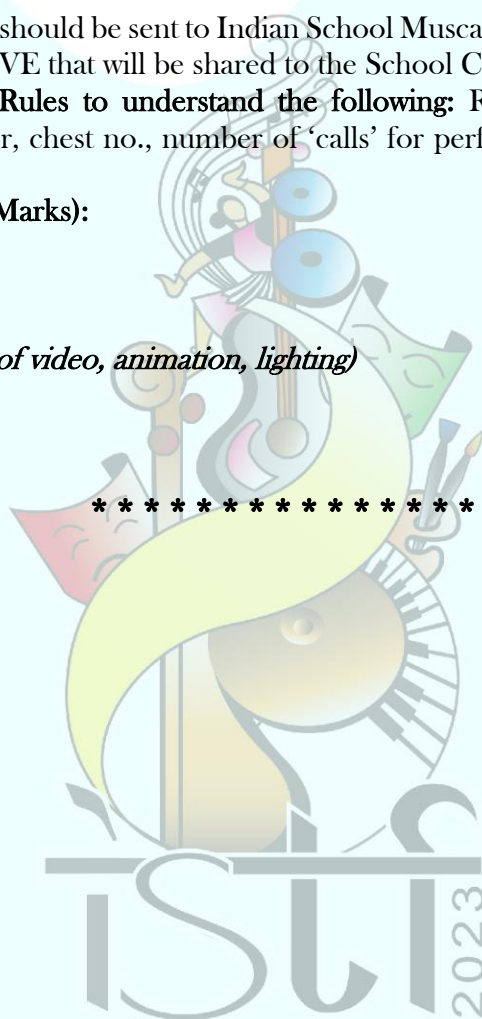 should be sent to Indian School Musca
VE that will be shared to the School C
Rules to understand the following: R
r, chest no., number of ‘calls’ for perf
Marks):
of video, animation, lighting)
* * * * * * * * * * * * * * *
istf
2023